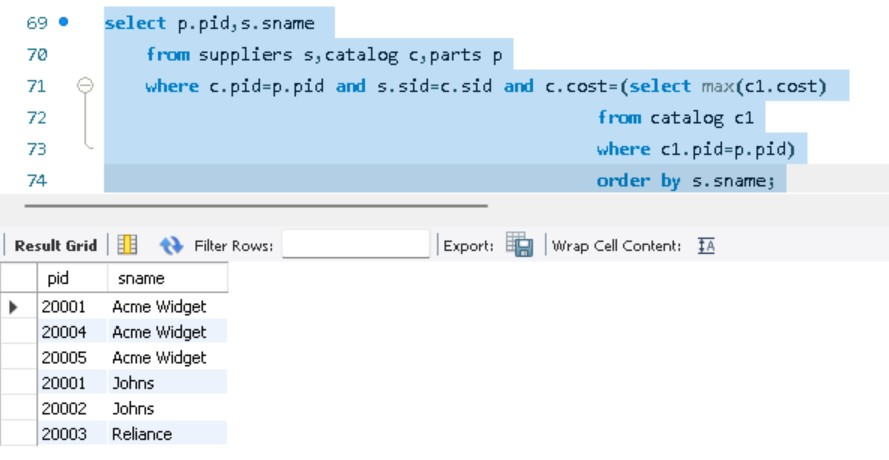 69 select p.pid,s.sname
70 from suppliers s,catalog c,parts p
71 where c.pid=p.pid and s.sid=c.sid and c.cost=(select max(c1.cost)
72 from catalog c1
73 where c1.pid=p.pid)
74 order by s.sname;
Result Grid Filter Rows: Export: Wrap Cell Content: IA
pid sname
20001 Acme Widget
20004 Acme Widget
20005 Acme Widget
20001 Johns
20002 Johns
20003 Reliance